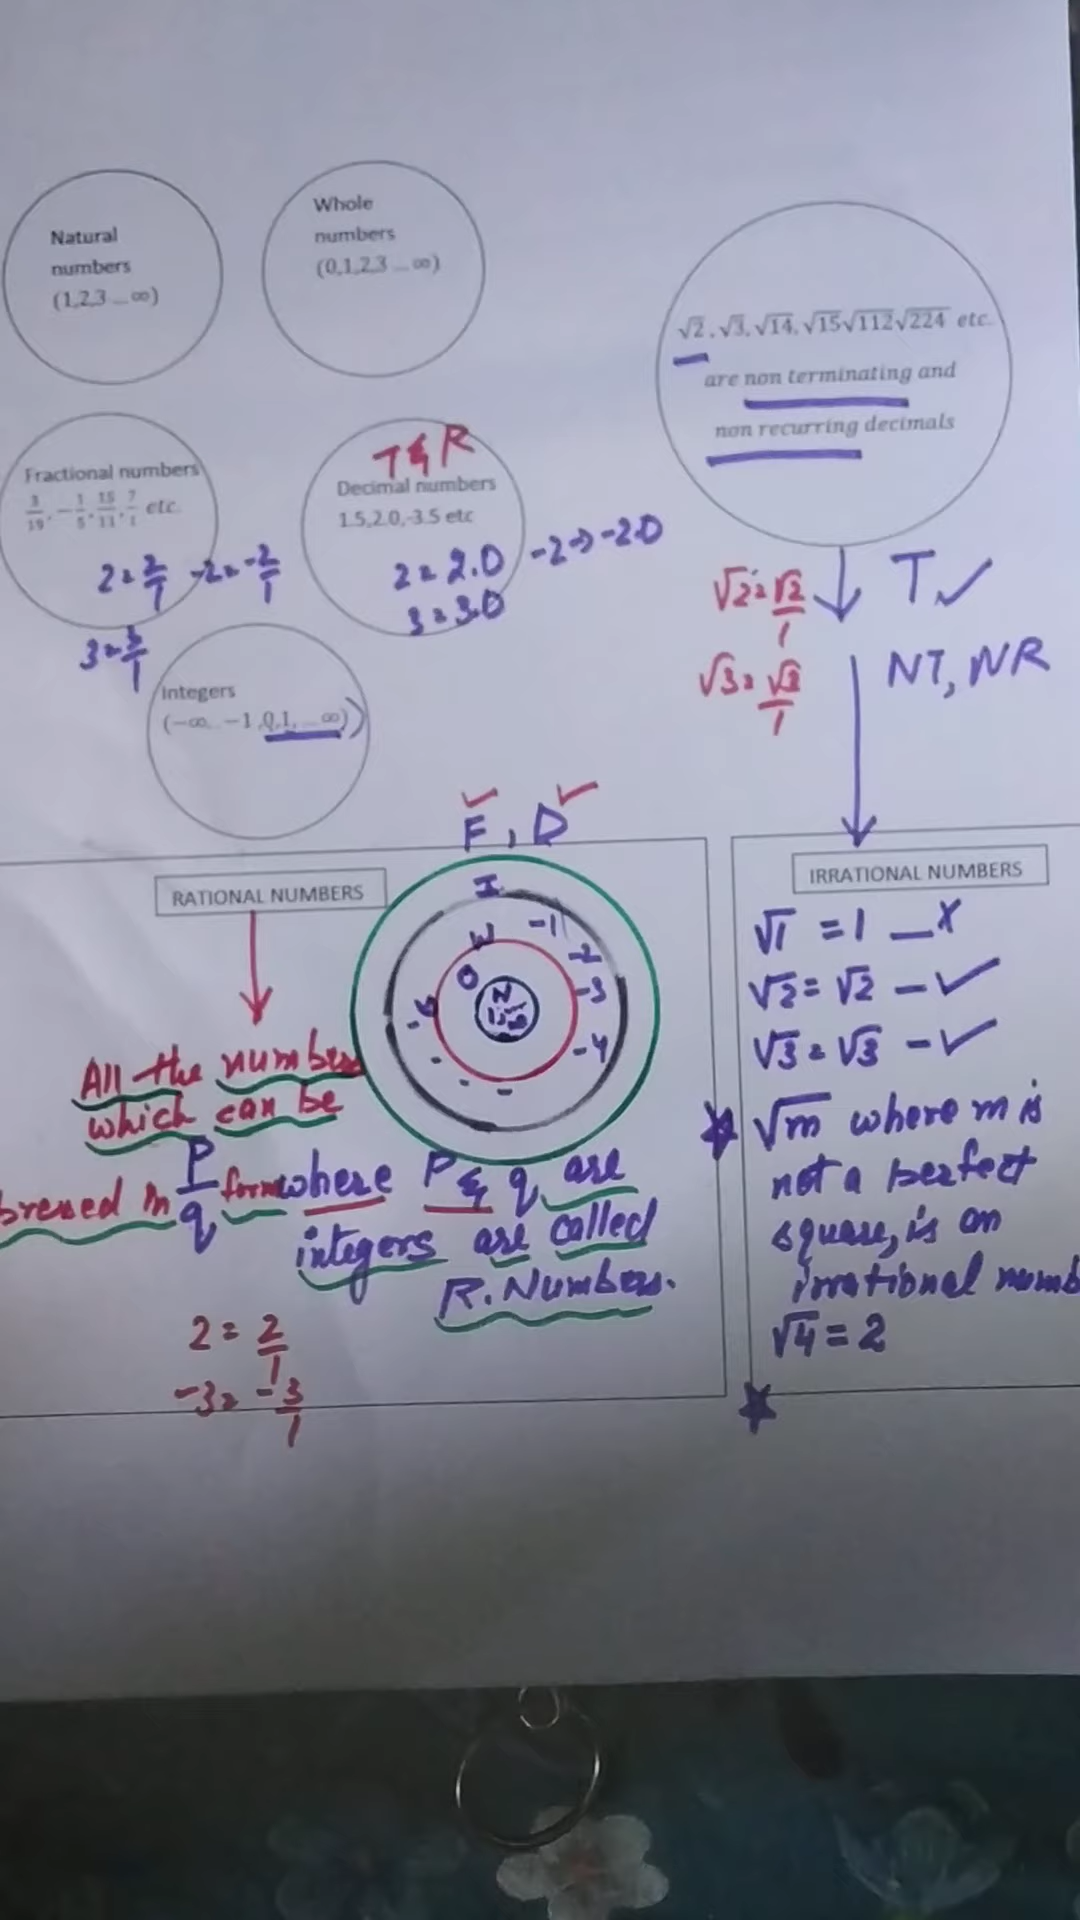 Natural
numbers
(1,2,3 ... ∞)
Whole
numbers
(0,1,2,3 ... ∞)
√2, √3, √14, √15√112√224 etc.
are non terminating and
non recurring decimals
Fractional numbers
3/19, -1/5, 15/11, 7/1 etc.
2=2/1 -2=-2/1
3=3/1
T & R
Decimal numbers
1.5,2.0,-3.5 etc
2=2.0 -2→-2.0
3=3.0
Integers
(-∞...-1,0,1,...∞)
√2=√2/1
√3=√3/1
T✓
NT, NR
F, D
RATIONAL NUMBERS
I
W -1
-2
0 N -3
-4
All the numbers
which can be
in P/q form where P & q are
integers are called
R. Numbers.
2=2/1
-3=-3/1
IRRATIONAL NUMBERS
√1 = 1 — ×
√2 = √2 — ✓
√3 = √3 — ✓
√m where m is
not a perfect
square, is an
irrational
√4 = 2